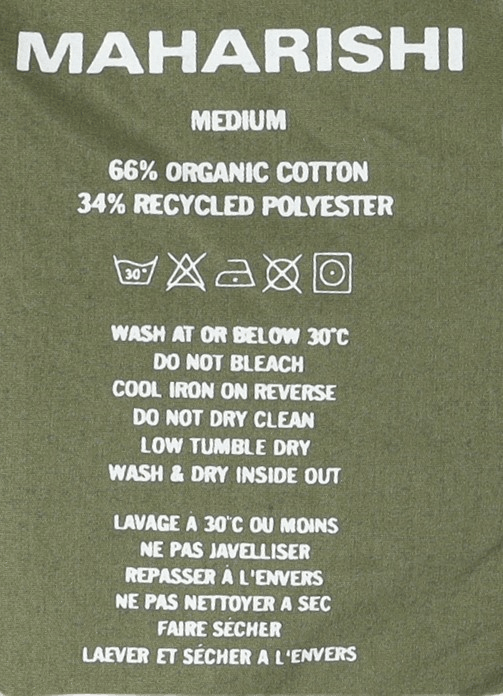 MAHARISHI
MEDIUM
66% ORGANIC COTTON
34% RECYCLED POLYESTER
30°
WASH AT OR BELOW 30°C
DO NOT BLEACH
COOL IRON ON REVERSE
DO NOT DRY CLEAN
LOW TUMBLE DRY
WASH & DRY INSIDE OUT
LAVAGE À 30°C OU MOINS
NE PAS JAVELLISER
REPASSER À L'ENVERS
NE PAS NETTOYER A SEC
FAIRE SÉCHER
LAEVER ET SÉCHER A L'ENVERS